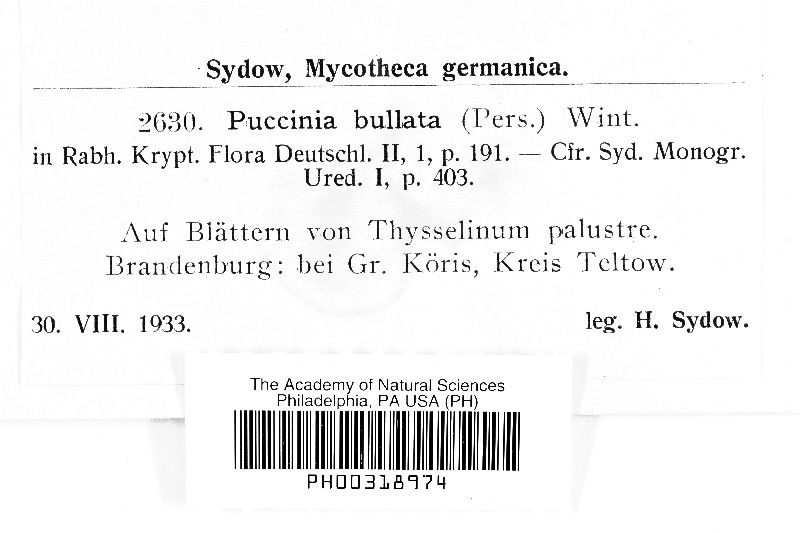 Sydow, Mycotheca germanica.
2630. Puccinia bullata (Pers.) Wint.
in Rabh. Krypt. Flora Deutschl. II, 1, p. 191. — Cfr. Syd. Monogr.
Ured. I, p. 403.
Auf Blättern von Thysselinum palustre.
Brandenburg: bei Gr. Köris, Kreis Teltow.
30. VIII. 1933.
leg. H. Sydow.
The Academy of Natural Sciences
Philadelphia, PA USA (PH)
PH00318974